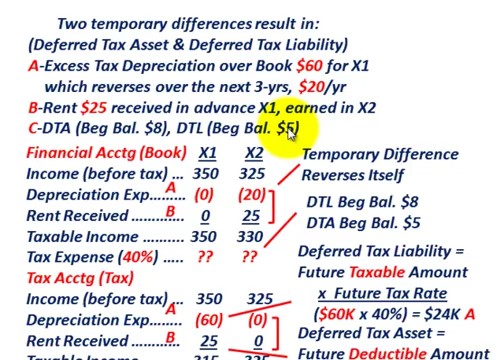 Two temporary differences result in:
(Deferred Tax Asset & Deferred Tax Liability)
A-Excess Tax Depreciation over Book $60 for X1
which reverses over the next 3-yrs, $20/yr
B-Rent $25 received in advance X1, earned in X2
C-DTA (Beg Bal. $8), DTL (Beg Bal. $5)
Financial Acctg (Book) X1 X2
Income (before tax) ... 350 325
Depreciation Exp......... A (0) (20)
Rent Received ............. B 0 25
Taxable Income .......... 350 330
Tax Expense (40%) ..... ?? ??
Tax Acctg (Tax)
Income (before tax) ... 350 325
Depreciation Exp........ A (60) (0)
Rent Received ............ B 25 0
Taxable Income 315 325
Temporary Difference
Reverses Itself
DTL Beg Bal. $8
DTA Beg Bal. $5
Deferred Tax Liability =
Future Taxable Amount
x Future Tax Rate
($60K x 40%) = $24K A
Deferred Tax Asset =
Future Deductible Amount